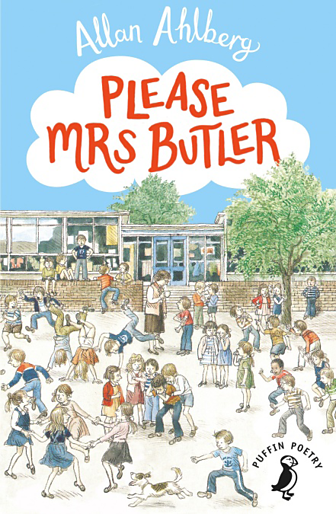 Allan Ahlberg
PLEASE
MRS BUTLER
PUFFIN POETRY